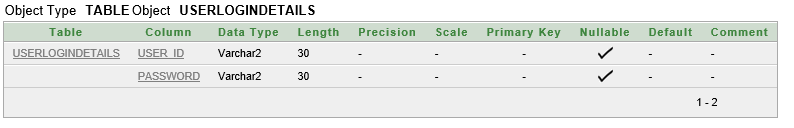 Object Type TABLE Object USERLOGINDETAILS
Table Column Data Type Length Precision Scale Primary Key Nullable Default Comment
USERLOGINDETAILS USER_ID Varchar2 30 - - - ✓ - -
PASSWORD Varchar2 30 - - - ✓ - -
1 - 2